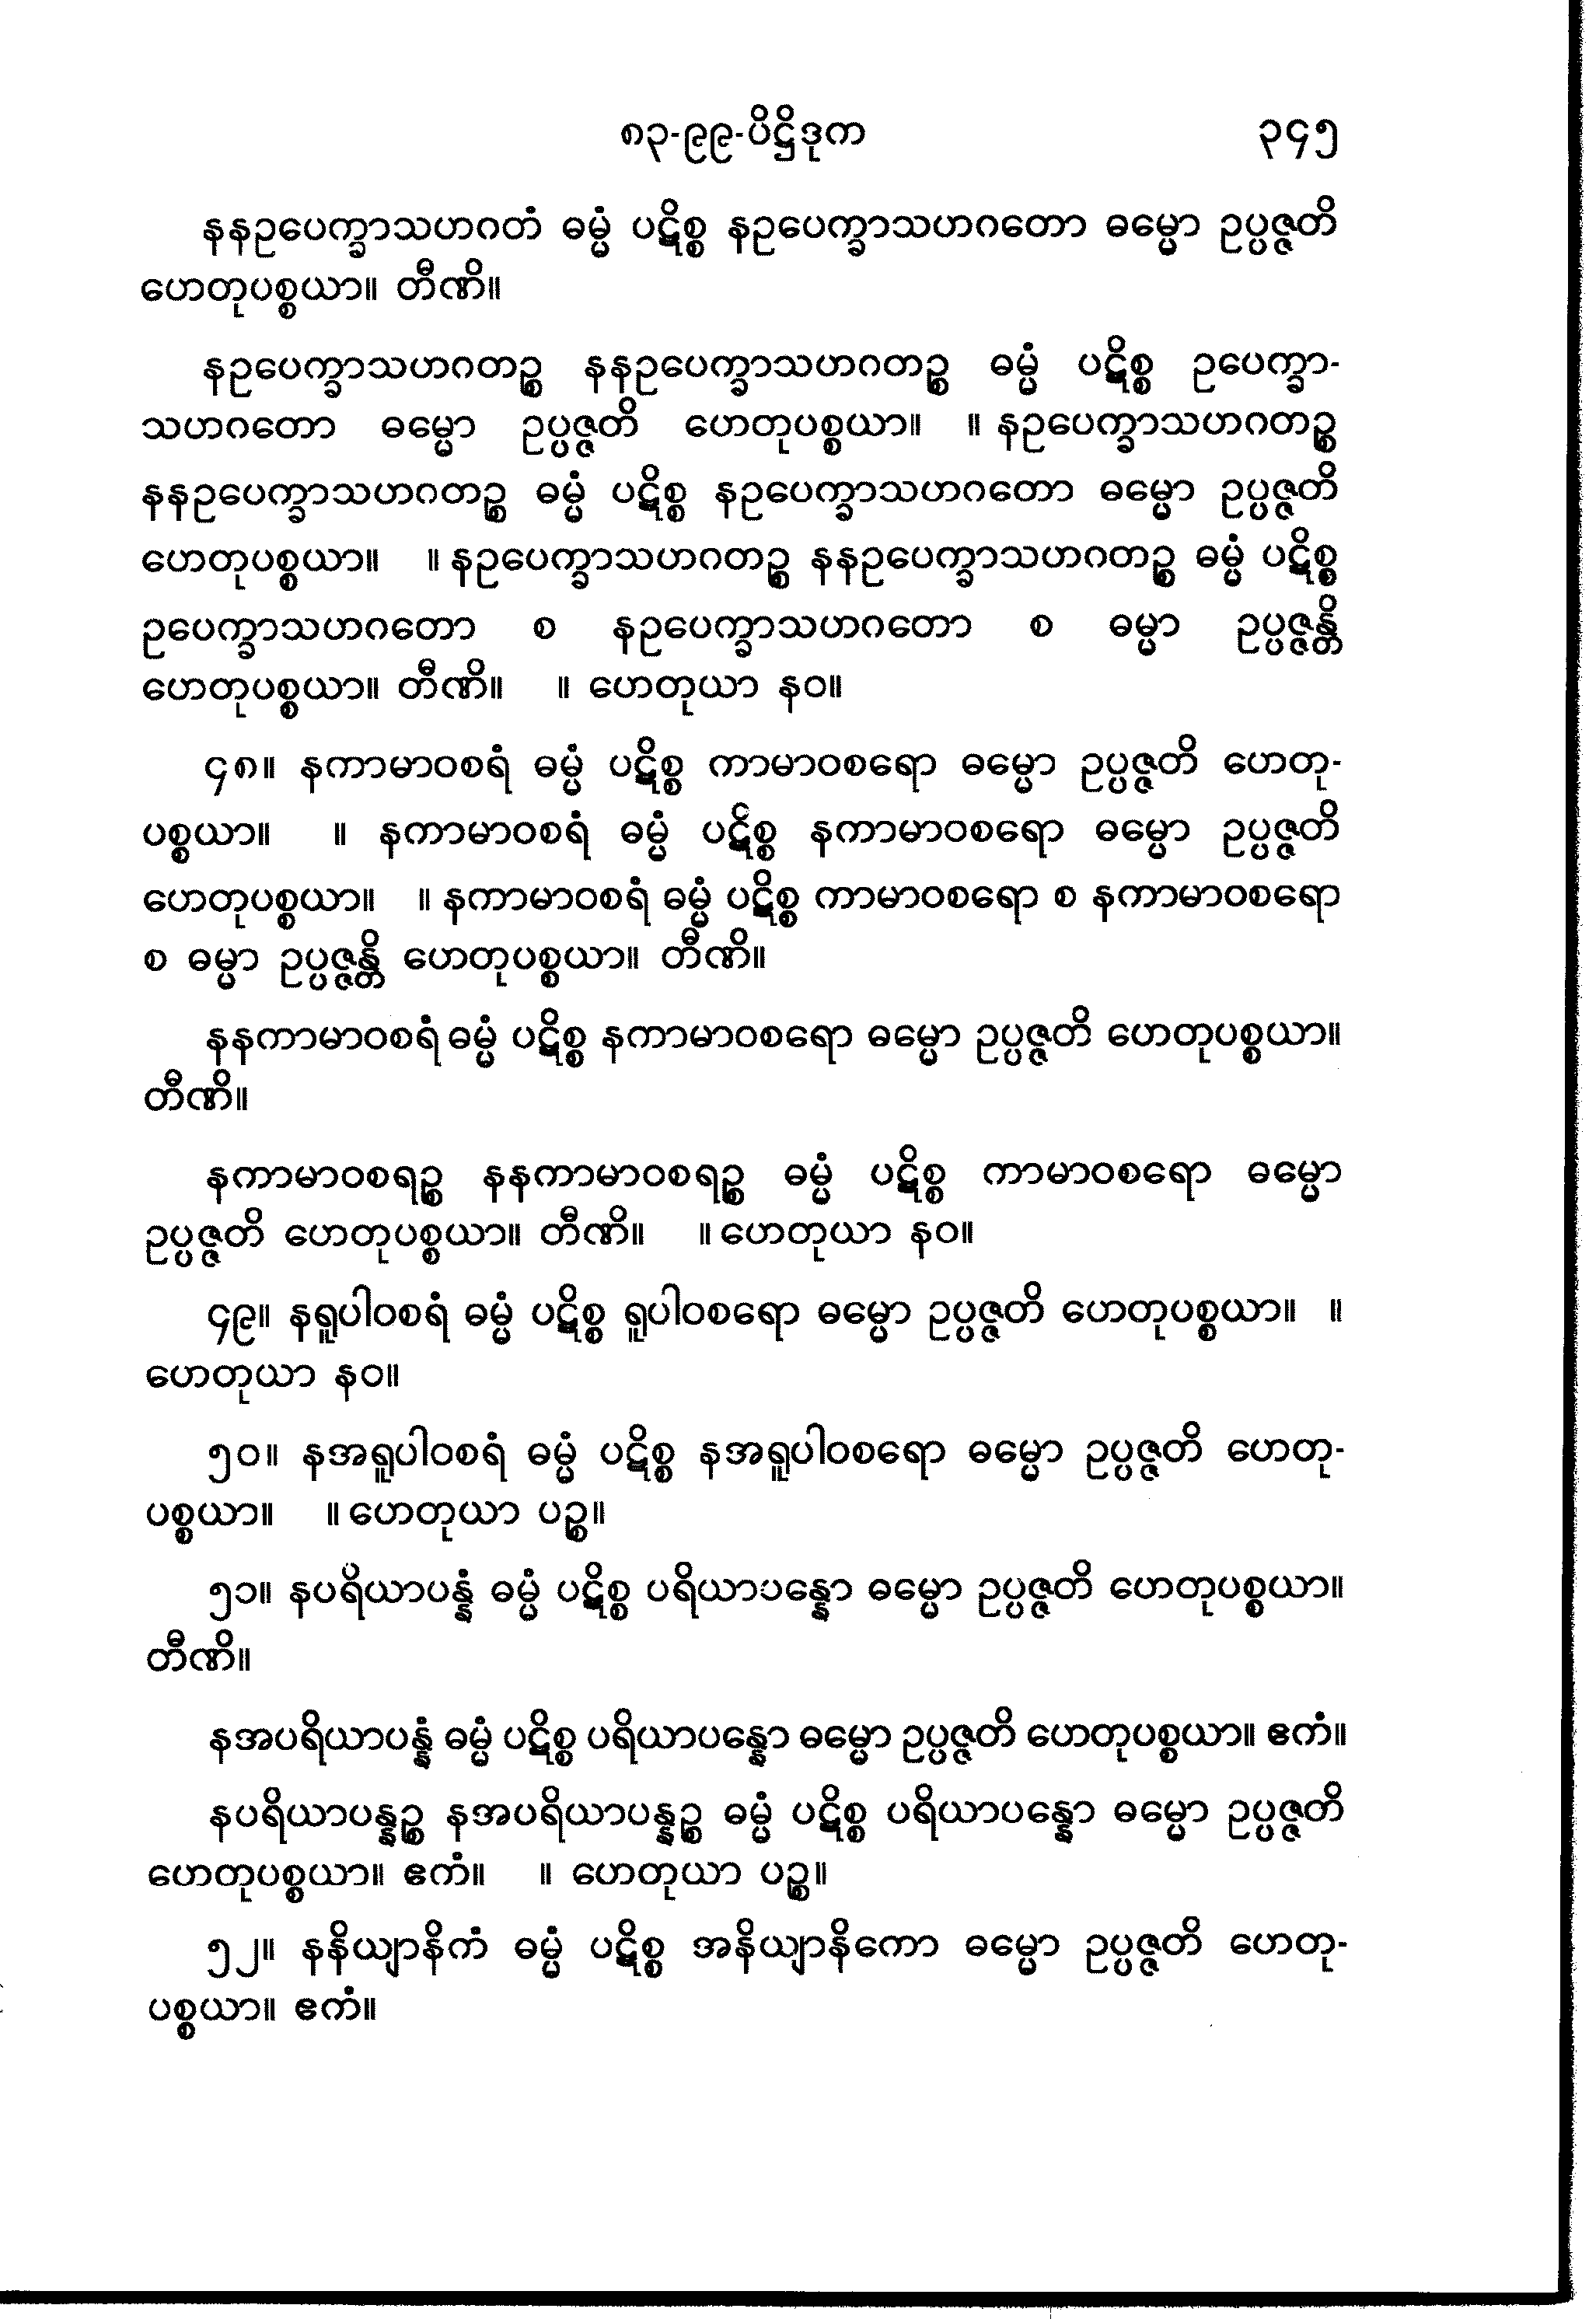 ၈၃-၉၉-ပိဋ္ဌိဒုက ၃၄၅
နနဥပေက္ခာသဟဂတံ ဓမ္မံ ပဋိစ္စ နဥပေက္ခာသဟဂတော ဓမ္မော ဥပ္ပဇ္ဇတိ
ဟေတုပစ္စယာ။ တီဏိ။
နဥပေက္ခာသဟဂတဉ္စ နနဥပေက္ခာသဟဂတဉ္စ ဓမ္မံ ပဋိစ္စ ဥပေက္ခာ-
သဟဂတော ဓမ္မော ဥပ္ပဇ္ဇတိ ဟေတုပစ္စယာ။ ။ နဥပေက္ခာသဟဂတဉ္စ
နနဥပေက္ခာသဟဂတဉ္စ ဓမ္မံ ပဋိစ္စ နဥပေက္ခာသဟဂတော ဓမ္မော ဥပ္ပဇ္ဇတိ
ဟေတုပစ္စယာ။ ။ နဥပေက္ခာသဟဂတဉ္စ နနဥပေက္ခာသဟဂတဉ္စ ဓမ္မံ ပဋိစ္စ
ဥပေက္ခာသဟဂတော စ နဥပေက္ခာသဟဂတော စ ဓမ္မာ ဥပ္ပဇ္ဇန္တိ
ဟေတုပစ္စယာ။ တီဏိ။ ။ ဟေတုယာ နဝ။
၄၈။ နကာမာဝစရံ ဓမ္မံ ပဋိစ္စ ကာမာဝစရော ဓမ္မော ဥပ္ပဇ္ဇတိ ဟေတု-
ပစ္စယာ။ ။ နကာမာဝစရံ ဓမ္မံ ပဋိစ္စ နကာမာဝစရော ဓမ္မော ဥပ္ပဇ္ဇတိ
ဟေတုပစ္စယာ။ ။ နကာမာဝစရံ ဓမ္မံ ပဋိစ္စ ကာမာဝစရော စ နကာမာဝစရော
စ ဓမ္မာ ဥပ္ပဇ္ဇန္တိ ဟေတုပစ္စယာ။ တီဏိ။
နနကာမာဝစရံ ဓမ္မံ ပဋိစ္စ နကာမာဝစရော ဓမ္မော ဥပ္ပဇ္ဇတိ ဟေတုပစ္စယာ။
တီဏိ။
နကာမာဝစရဉ္စ နနကာမာဝစရဉ္စ ဓမ္မံ ပဋိစ္စ ကာမာဝစရော ဓမ္မော
ဥပ္ပဇ္ဇတိ ဟေတုပစ္စယာ။ တီဏိ။ ။ ဟေတုယာ နဝ။
၄၉။ နရူပါဝစရံ ဓမ္မံ ပဋိစ္စ ရူပါဝစရော ဓမ္မော ဥပ္ပဇ္ဇတိ ဟေတုပစ္စယာ။ ။
ဟေတုယာ နဝ။
၅၀။ နအရူပါဝစရံ ဓမ္မံ ပဋိစ္စ နအရူပါဝစရော ဓမ္မော ဥပ္ပဇ္ဇတိ ဟေတု-
ပစ္စယာ။ ။ ဟေတုယာ ပဉ္စ။
၅၁။ နပရိယာပန္နံ ဓမ္မံ ပဋိစ္စ ပရိယာပန္နော ဓမ္မော ဥပ္ပဇ္ဇတိ ဟေတုပစ္စယာ။
တီဏိ။
နအပရိယာပန္နံ ဓမ္မံ ပဋိစ္စ ပရိယာပန္နော ဓမ္မော ဥပ္ပဇ္ဇတိ ဟေတုပစ္စယာ။ ဧကံ။
နပရိယာပန္နဉ္စ နအပရိယာပန္နဉ္စ ဓမ္မံ ပဋိစ္စ ပရိယာပန္နော ဓမ္မော ဥပ္ပဇ္ဇတိ
ဟေတုပစ္စယာ။ ဧကံ။ ။ ဟေတုယာ ပဉ္စ။
၅၂။ နနိယျာနိကံ ဓမ္မံ ပဋိစ္စ အနိယျာနိကော ဓမ္မော ဥပ္ပဇ္ဇတိ ဟေတု-
ပစ္စယာ။ ဧကံ။